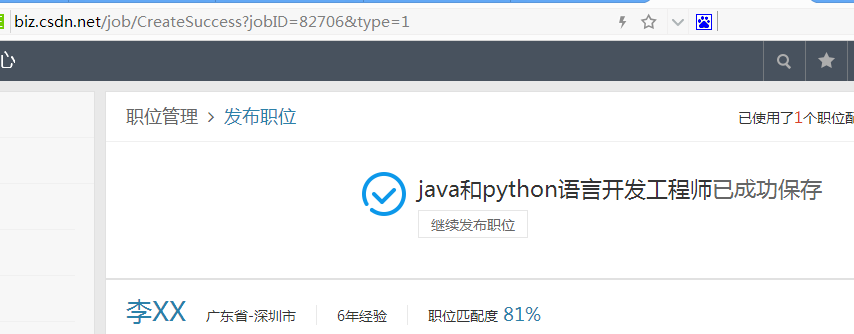 biz.csdn.net/job/CreateSuccess?jobID=82706&type=1
心
职位管理 > 发布职位
已使用了1个职位配
java和python语言开发工程师已成功保存
继续发布职位
李XX 广东省-深圳市 6年经验 职位匹配度 81%